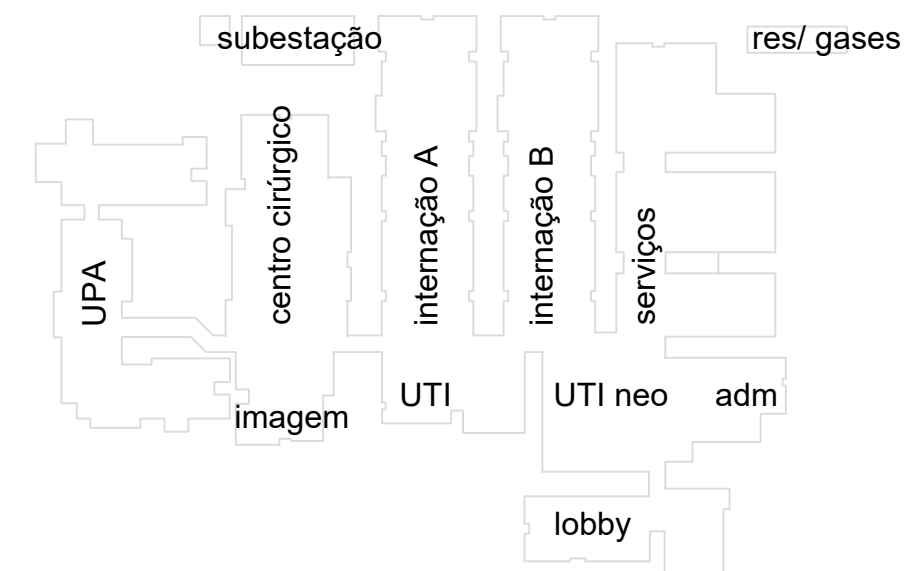 subestação
res/ gases
centro cirúrgico
internação A
internação B
serviços
UPA
UTI
UTI neo
adm
imagem
lobby